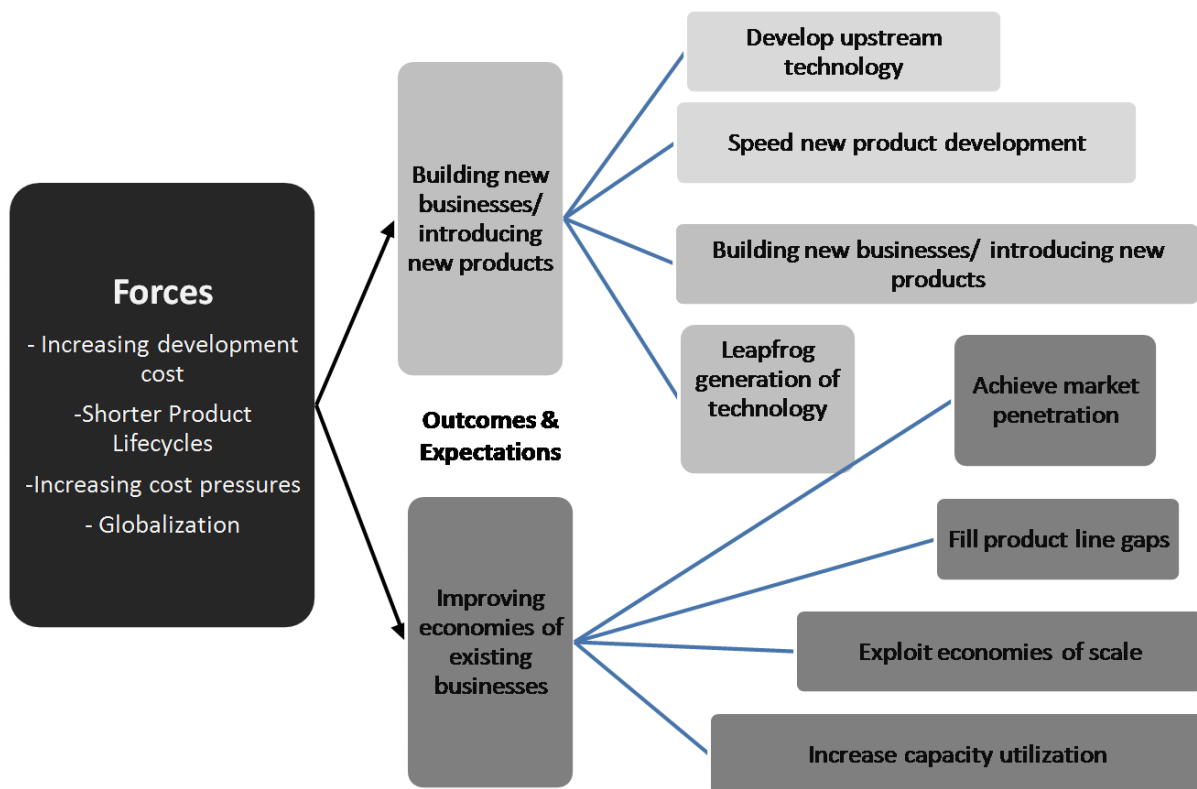 Forces
- Increasing development
cost
-Shorter Product
Lifecycles
-Increasing cost pressures
- Globalization
Building new
businesses/
introducing
new products
Outcomes &
Expectations
Improving
economies of
existing
businesses
Develop upstream
technology
Speed new product development
Building new businesses/ introducing new
products
Leapfrog
generation of
technology
Achieve market
penetration
Fill product line gaps
Exploit economies of scale
Increase capacity utilization